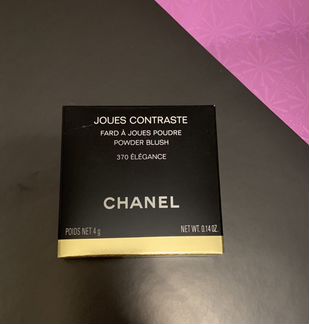 JOUES CONTRASTE
FARD À JOUES POUDRE
POWDER BLUSH
370 ÉLÉGANCE
CHANEL
POIDS NET 4 g NET WT. 0.14 OZ.